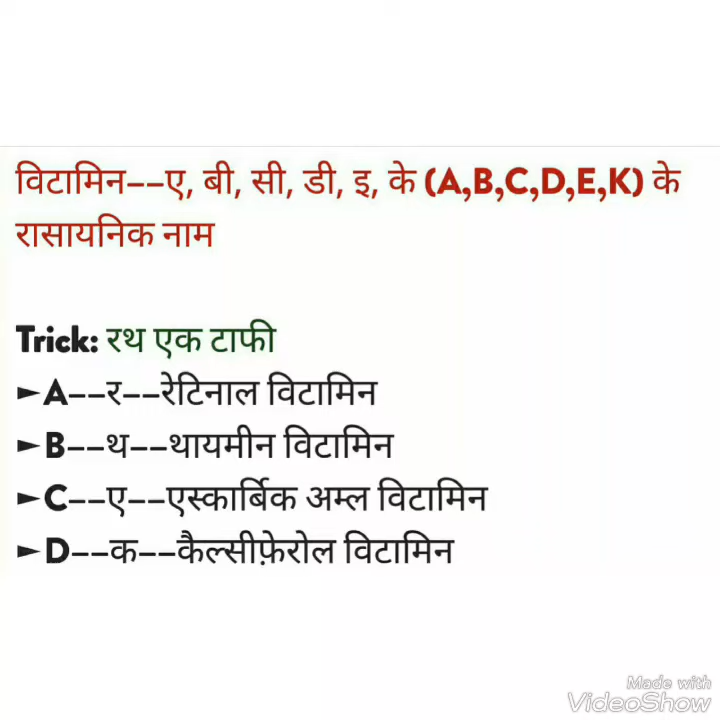 विटामिन--ए, बी, सी, डी, इ, के (A,B,C,D,E,K) के
रासायनिक नाम
Trick: रथ एक टाफी
►A--र--रेटिनाल विटामिन
►B--थ--थायमीन विटामिन
►C--ए--एस्कार्बिक अम्ल विटामिन
►D--क--कैल्सीफ़ेरोल विटामिन
Made with
VideoShow